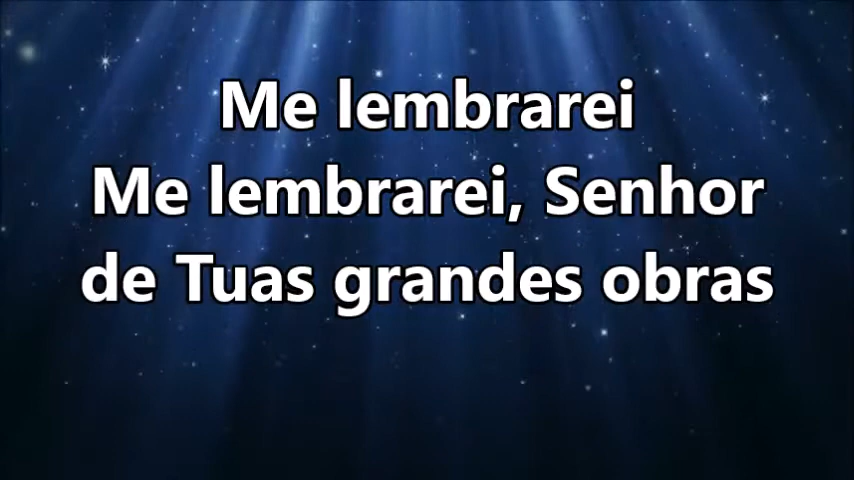 Me lembrarei
Me lembrarei, Senhor
de Tuas grandes obras